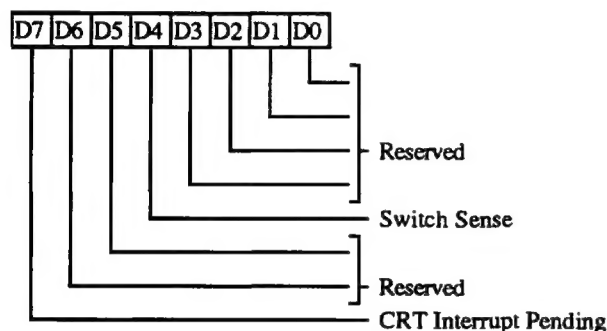 D7 D6 D5 D4 D3 D2 D1 D0
Reserved
Switch Sense
Reserved
CRT Interrupt Pending